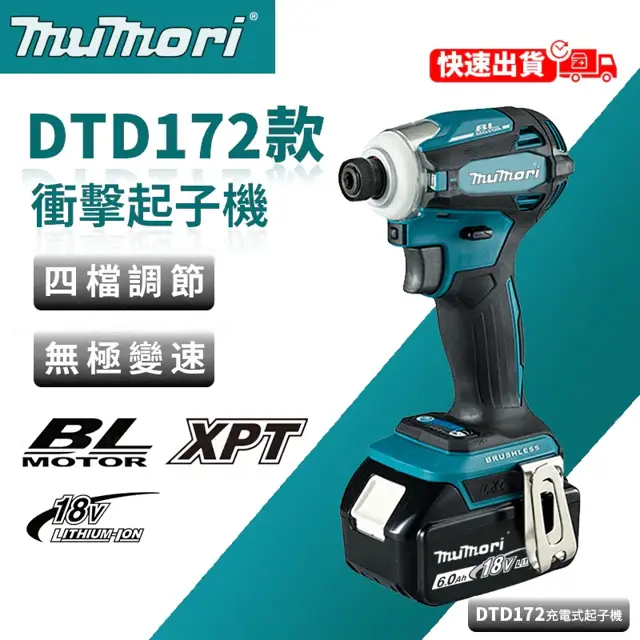 mumori
快速出貨
DTD172款
衝擊起子機
四檔調節
無極變速
BL
MOTOR
XPT
18V
LITHIUM-ION
BL
mumori
BRUSHLESS
mumori
6.0Ah 18V
DTD172充電式起子機